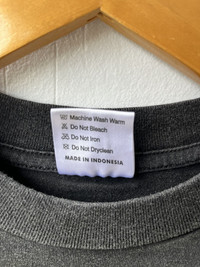 Machine Wash Warm
Do Not Bleach
Do Not Iron
Do Not Dryclean
MADE IN INDONESIA